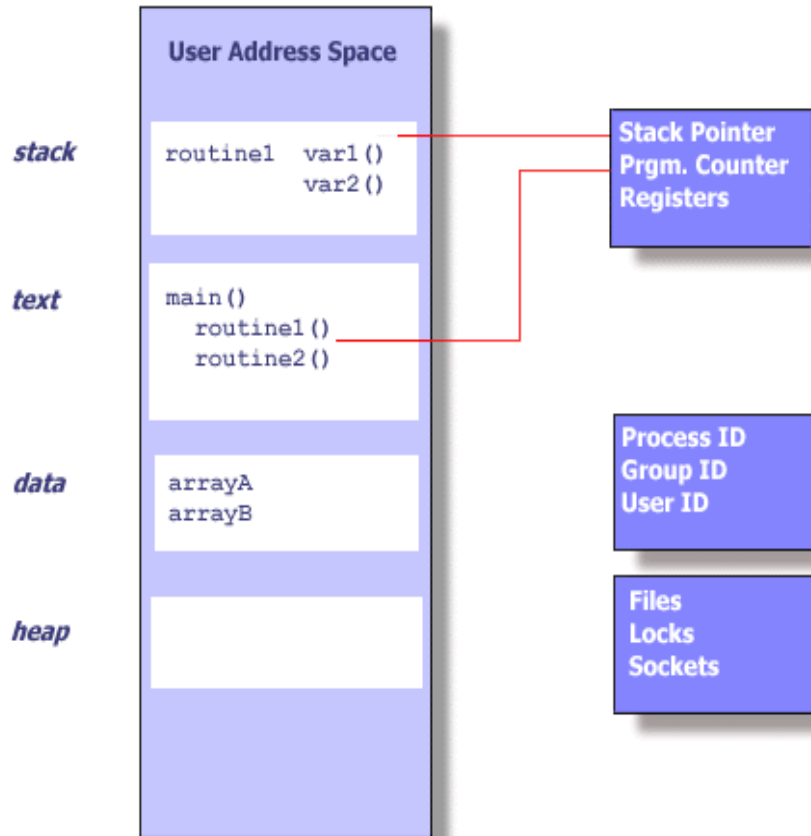 User Address Space
stack
routine1 var1()
var2()
text
main()
routine1()
routine2()
data
arrayA
arrayB
heap
Stack Pointer
Prgm. Counter
Registers
Process ID
Group ID
User ID
Files
Locks
Sockets